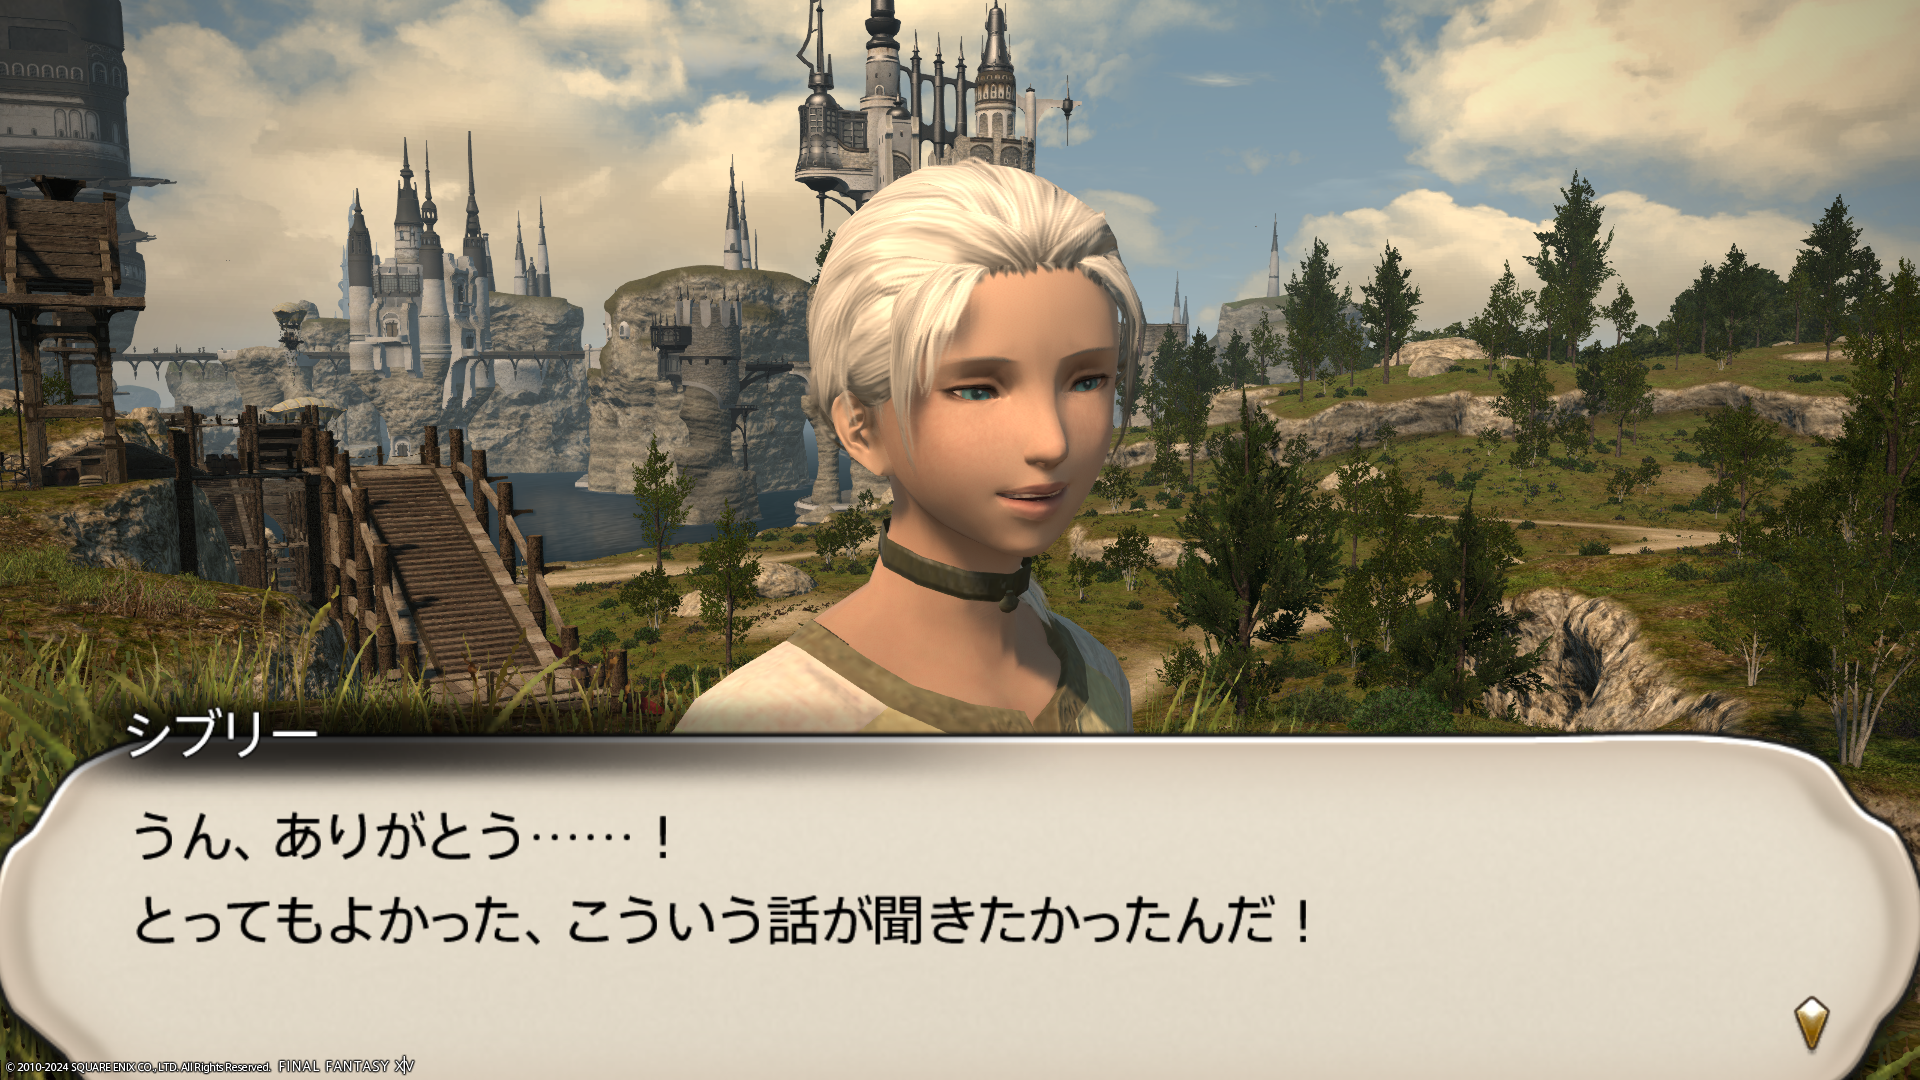 シブリー
うん、ありがとう……！
とってもよかった、こういう話が聞きたかったんだ！
© 2010-2024 SQUARE ENIX CO., LTD. All Rights Reserved. FINAL FANTASY XIV